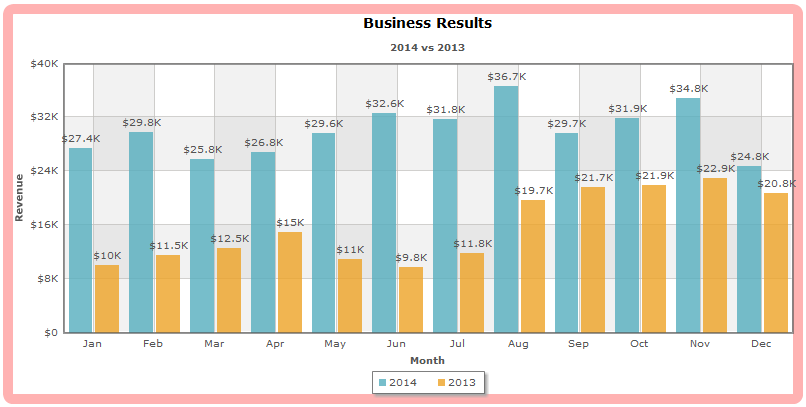 Business Results
2014 vs 2013
Revenue
$40K
$32K
$24K
$16K
$8K
$0
$27.4K
$29.8K
$25.8K
$26.8K
$29.6K
$32.6K
$31.8K
$36.7K
$29.7K
$31.9K
$34.8K
$24.8K
$10K
$11.5K
$12.5K
$15K
$11K
$9.8K
$11.8K
$19.7K
$21.7K
$21.9K
$22.9K
$20.8K
Jan Feb Mar Apr May Jun Jul Aug Sep Oct Nov Dec
Month
2014 2013